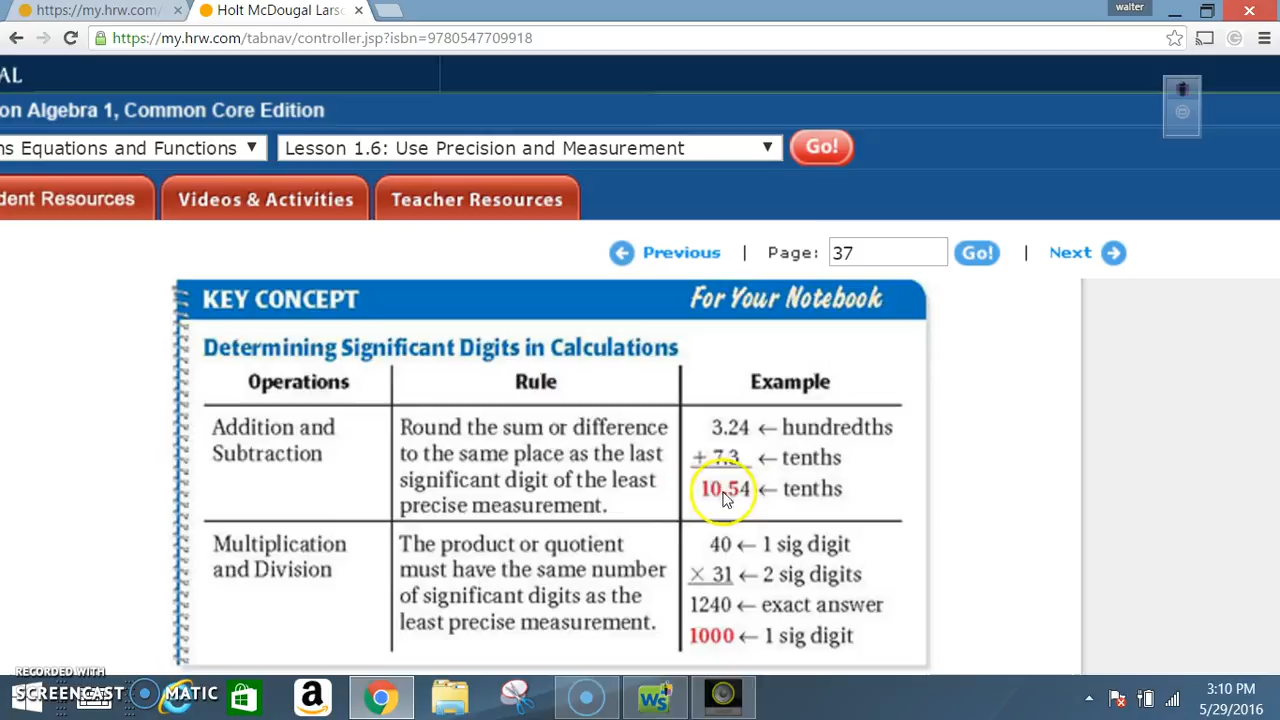 https://my.hrw.com/tabnav/ ×
Holt McDougal Lars ×
walter
https://my.hrw.com/tabnav/controller.jsp?isbn=9780547709918
AL
on Algebra 1, Common Core Edition
ns Equations and Functions
Lesson 1.6: Use Precision and Measurement
Go!
dent Resources
Videos & Activities
Teacher Resources
Previous | Page: 37 Go! | Next
KEY CONCEPT
For Your Notebook
Determining Significant Digits in Calculations
Operations
Rule
Example
Addition and
Subtraction
Round the sum or difference
to the same place as the last
significant digit of the least
precise measurement.
3.24 ← hundredths
+ 7.3 ← tenths
10.54 ← tenths
Multiplication
and Division
The product or quotient
must have the same number
of significant digits as the
least precise measurement.
40 ← 1 sig digit
× 31 ← 2 sig digits
1240 ← exact answer
1000 ← 1 sig digit
RECORDED WITH
SCREENCAST MATIC
a
WS
3:10 PM
5/29/2016